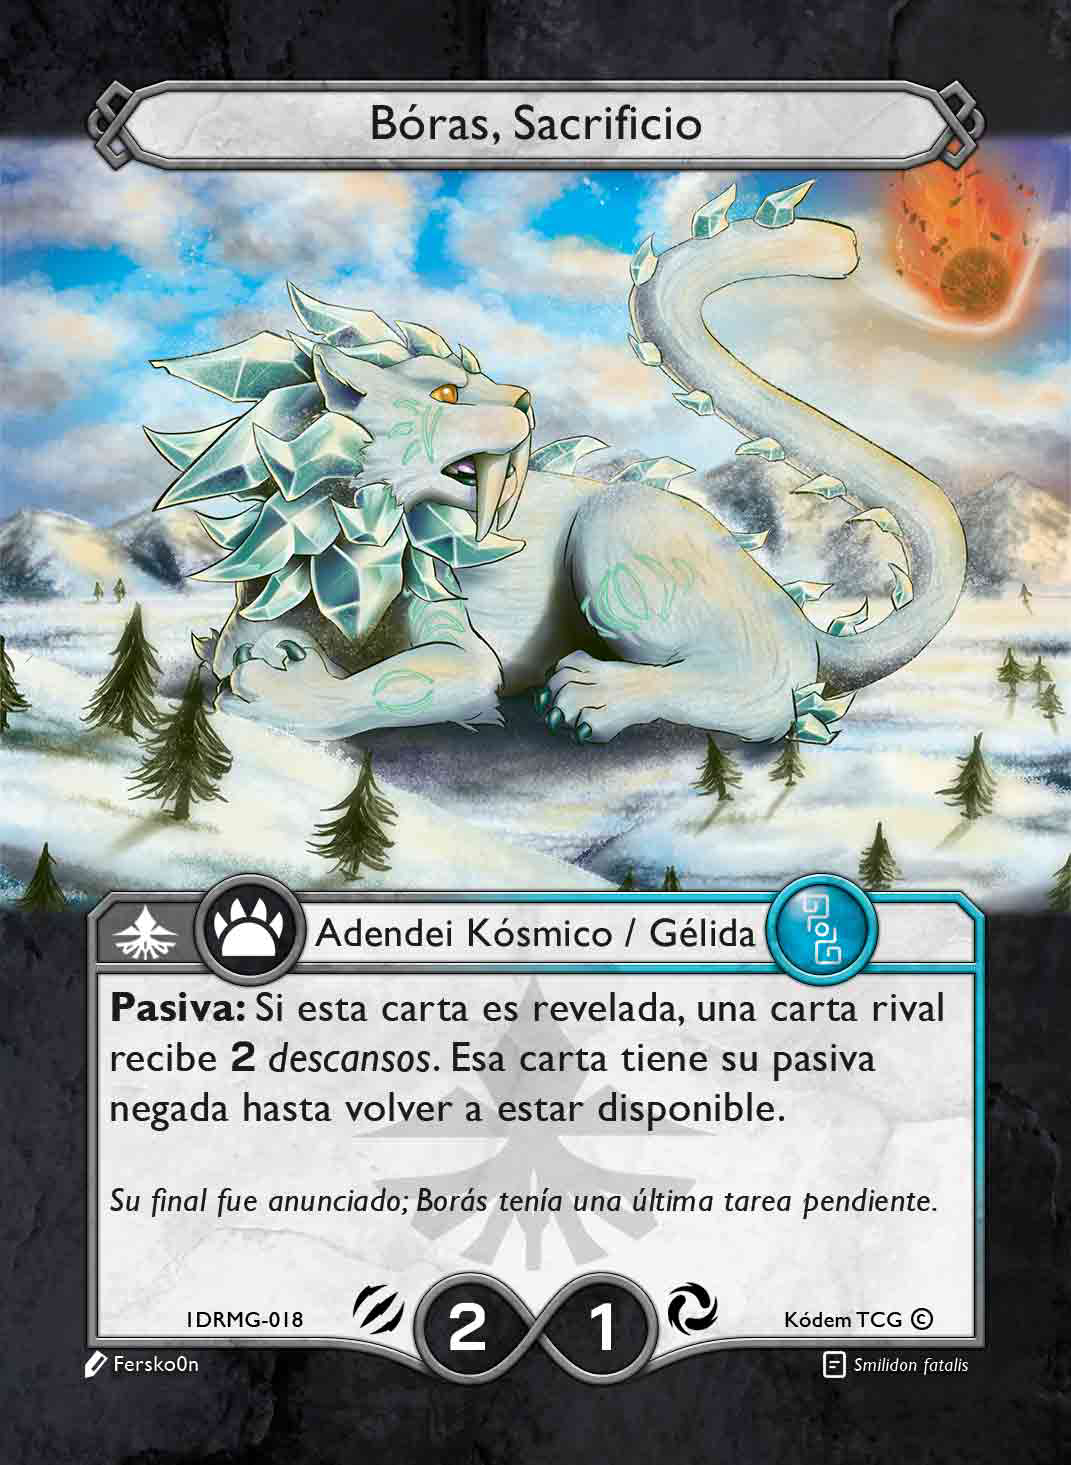 Bóras, Sacrificio
Adendei Kósmico / Gélida
Pasiva: Si esta carta es revelada, una carta rival
recibe 2 descansos. Esa carta tiene su pasiva
negada hasta volver a estar disponible.
Su final fue anunciado; Borás tenía una última tarea pendiente.
1DRMG-018
2
1
Kódem TCG ©
Fersko0n
Smilidon fatalis